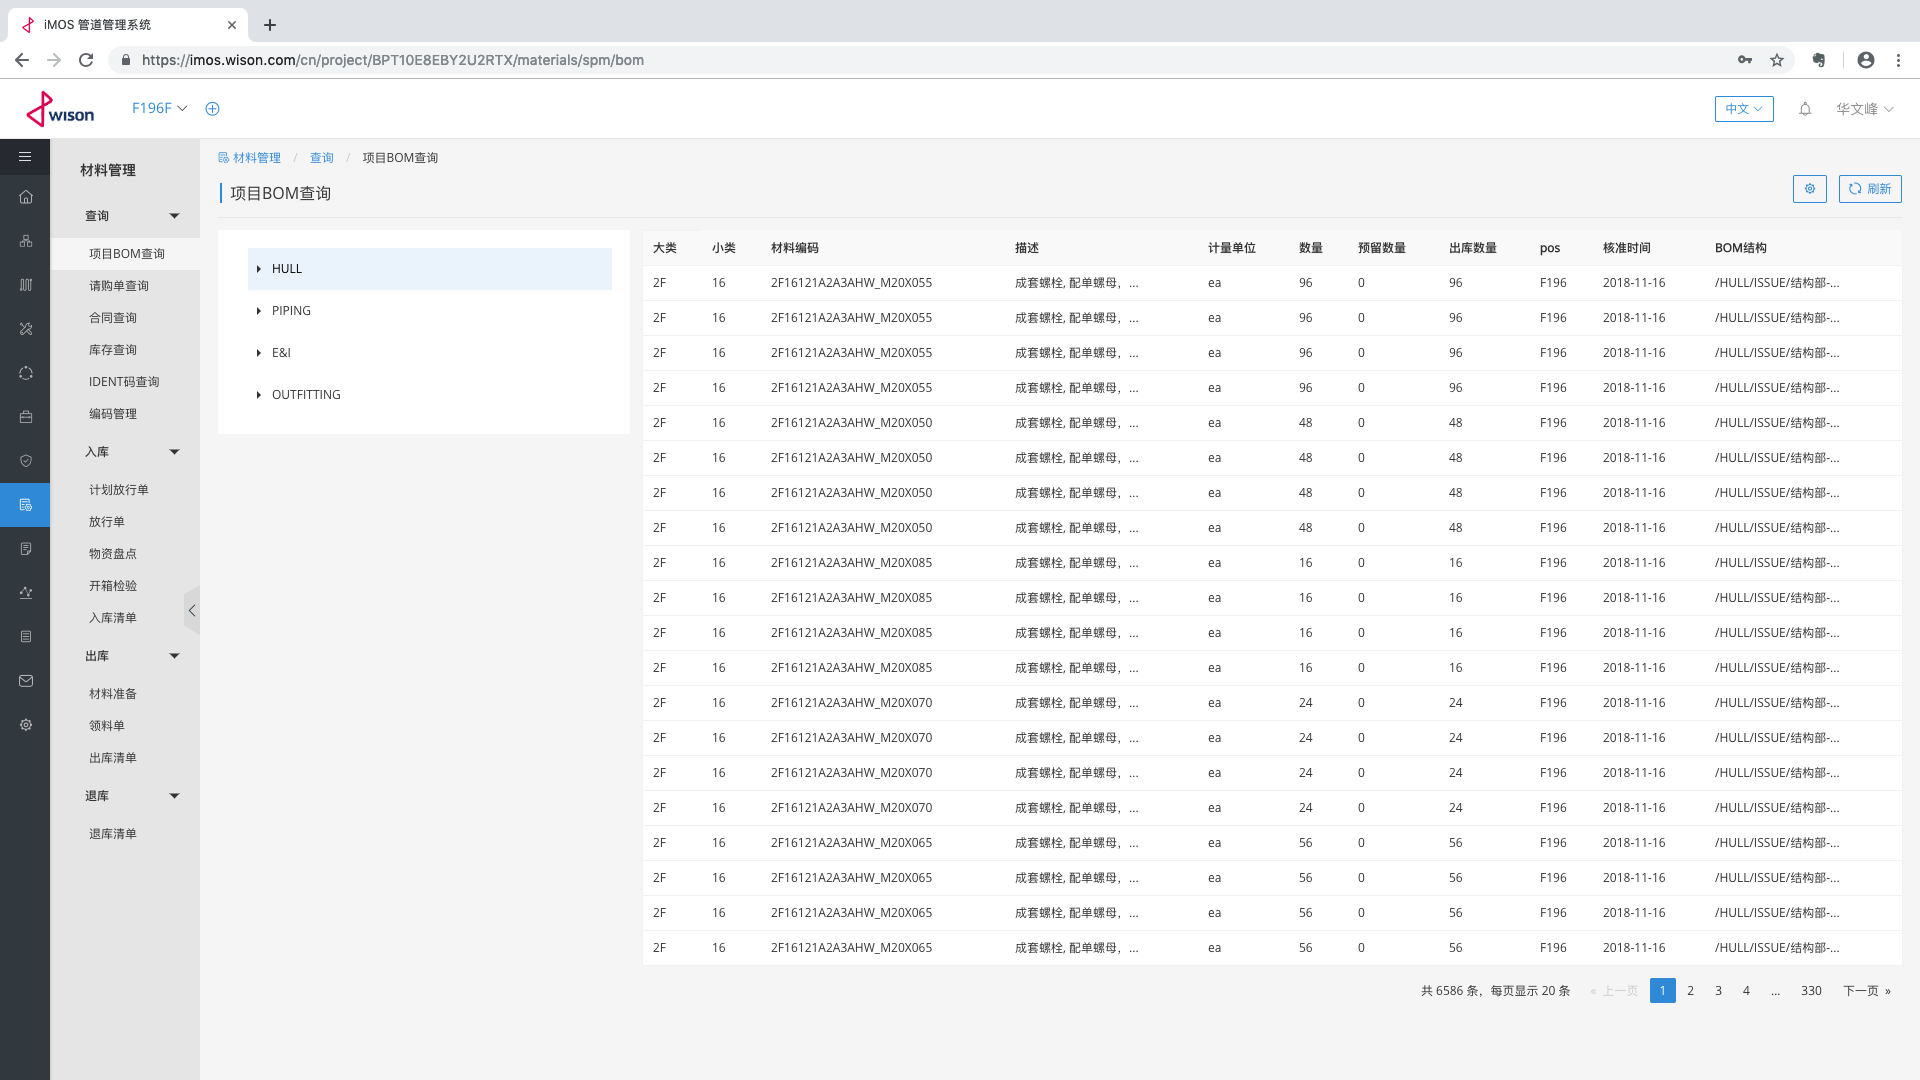 iMOS 管道管理系统
https://imos.wison.com/cn/project/BPT10E8EBY2U2RTX/materials/spm/bom
wison F196F 中文 华文峰
材料管理
查询
项目BOM查询
请购单查询
合同查询
库存查询
IDENT码查询
编码管理
入库
计划放行单
放行单
物资盘点
开箱检验
入库清单
出库
材料准备
领料单
出库清单
退库
退库清单
材料管理 / 查询 / 项目BOM查询
项目BOM查询
刷新
HULL
PIPING
E&I
OUTFITTING
大类 小类 材料编码 描述 计量单位 数量 预留数量 出库数量 pos 核准时间 BOM结构
2F 16 2F16121A2A3AHW_M20X055 成套螺栓, 配单螺母，... ea 96 0 96 F196 2018-11-16 /HULL/ISSUE/结构部-...
2F 16 2F16121A2A3AHW_M20X055 成套螺栓, 配单螺母，... ea 96 0 96 F196 2018-11-16 /HULL/ISSUE/结构部-...
2F 16 2F16121A2A3AHW_M20X055 成套螺栓, 配单螺母，... ea 96 0 96 F196 2018-11-16 /HULL/ISSUE/结构部-...
2F 16 2F16121A2A3AHW_M20X055 成套螺栓, 配单螺母，... ea 96 0 96 F196 2018-11-16 /HULL/ISSUE/结构部-...
2F 16 2F16121A2A3AHW_M20X050 成套螺栓, 配单螺母，... ea 48 0 48 F196 2018-11-16 /HULL/ISSUE/结构部-...
2F 16 2F16121A2A3AHW_M20X050 成套螺栓, 配单螺母，... ea 48 0 48 F196 2018-11-16 /HULL/ISSUE/结构部-...
2F 16 2F16121A2A3AHW_M20X050 成套螺栓, 配单螺母，... ea 48 0 48 F196 2018-11-16 /HULL/ISSUE/结构部-...
2F 16 2F16121A2A3AHW_M20X050 成套螺栓, 配单螺母，... ea 48 0 48 F196 2018-11-16 /HULL/ISSUE/结构部-...
2F 16 2F16121A2A3AHW_M20X085 成套螺栓, 配单螺母，... ea 16 0 16 F196 2018-11-16 /HULL/ISSUE/结构部-...
2F 16 2F16121A2A3AHW_M20X085 成套螺栓, 配单螺母，... ea 16 0 16 F196 2018-11-16 /HULL/ISSUE/结构部-...
2F 16 2F16121A2A3AHW_M20X085 成套螺栓, 配单螺母，... ea 16 0 16 F196 2018-11-16 /HULL/ISSUE/结构部-...
2F 16 2F16121A2A3AHW_M20X085 成套螺栓, 配单螺母，... ea 16 0 16 F196 2018-11-16 /HULL/ISSUE/结构部-...
2F 16 2F16121A2A3AHW_M20X070 成套螺栓, 配单螺母，... ea 24 0 24 F196 2018-11-16 /HULL/ISSUE/结构部-...
2F 16 2F16121A2A3AHW_M20X070 成套螺栓, 配单螺母，... ea 24 0 24 F196 2018-11-16 /HULL/ISSUE/结构部-...
2F 16 2F16121A2A3AHW_M20X070 成套螺栓, 配单螺母，... ea 24 0 24 F196 2018-11-16 /HULL/ISSUE/结构部-...
2F 16 2F16121A2A3AHW_M20X070 成套螺栓, 配单螺母，... ea 24 0 24 F196 2018-11-16 /HULL/ISSUE/结构部-...
2F 16 2F16121A2A3AHW_M20X065 成套螺栓, 配单螺母，... ea 56 0 56 F196 2018-11-16 /HULL/ISSUE/结构部-...
2F 16 2F16121A2A3AHW_M20X065 成套螺栓, 配单螺母，... ea 56 0 56 F196 2018-11-16 /HULL/ISSUE/结构部-...
2F 16 2F16121A2A3AHW_M20X065 成套螺栓, 配单螺母，... ea 56 0 56 F196 2018-11-16 /HULL/ISSUE/结构部-...
2F 16 2F16121A2A3AHW_M20X065 成套螺栓, 配单螺母，... ea 56 0 56 F196 2018-11-16 /HULL/ISSUE/结构部-...
共 6586 条，每页显示 20 条 « 上一页 1 2 3 4 ... 330 下一页 »